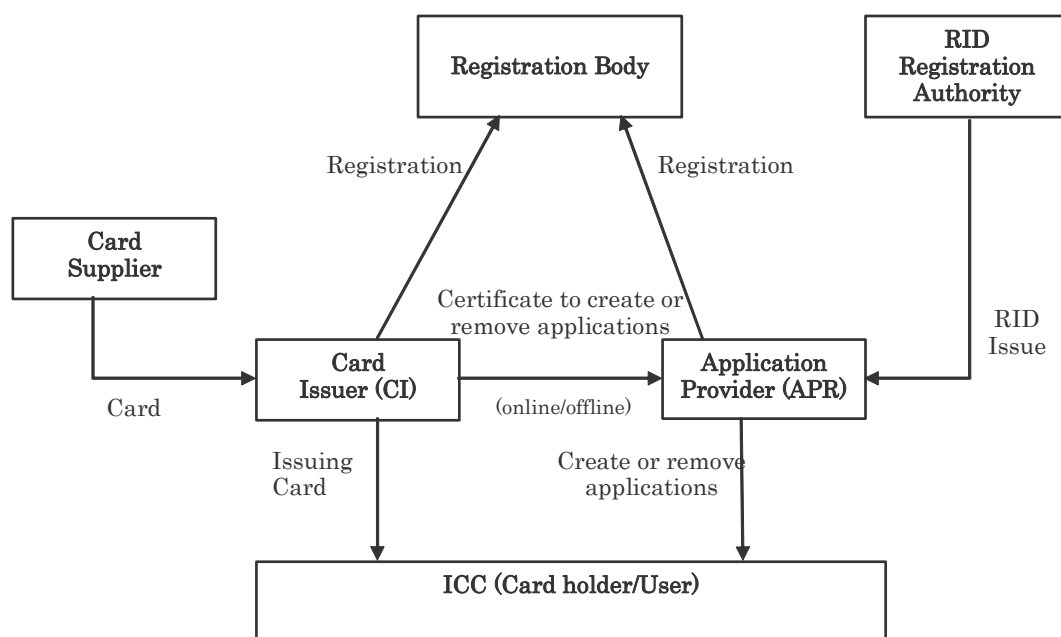 Registration Body
RID
Registration
Authority
Registration
Registration
Card
Supplier
Certificate to create or
remove applications
RID
Issue
Card
Issuer (CI)
Application
Provider (APR)
Card
(online/offline)
Issuing
Card
Create or remove
applications
ICC (Card holder/User)